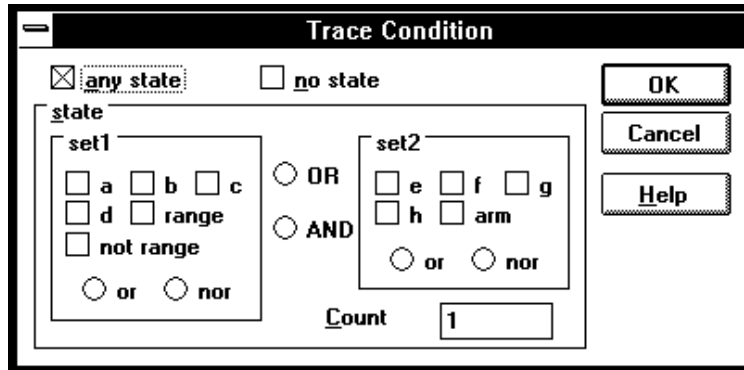 Trace Condition
any state no state OK
state
set1 set2 Cancel
a b c OR e f g
d range AND h arm Help
not range
or nor or nor
Count 1